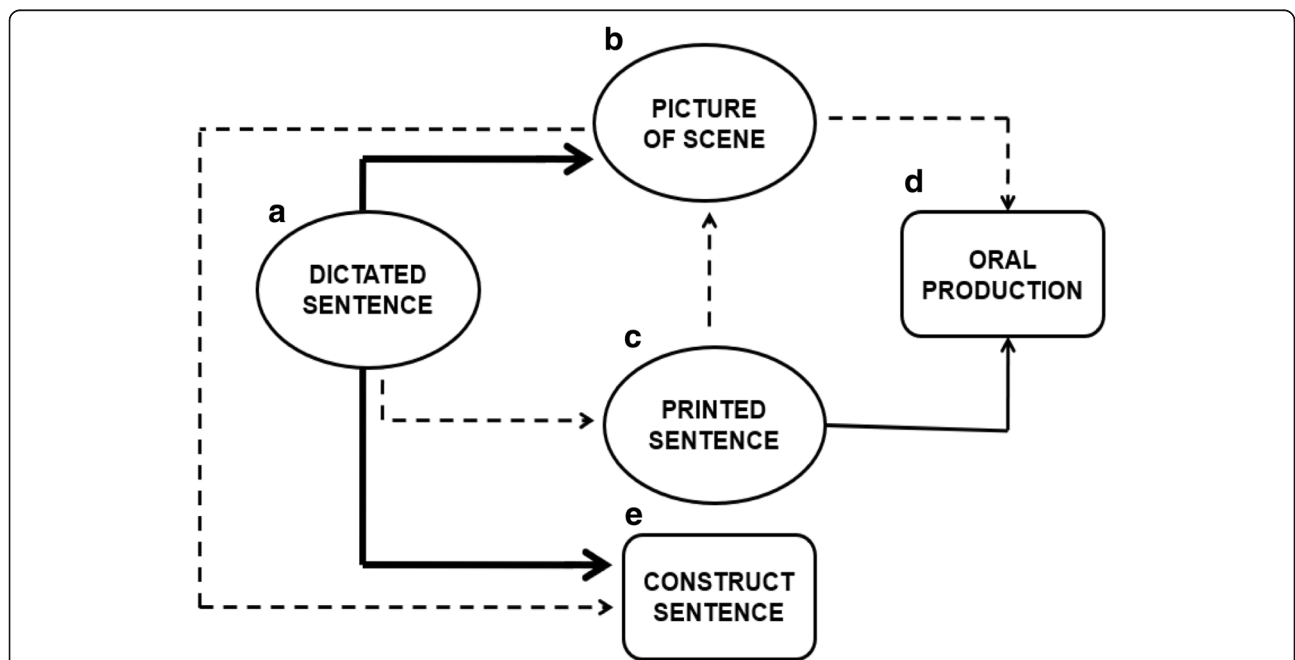 b
PICTURE
OF SCENE
a
DICTATED
SENTENCE
d
ORAL
PRODUCTION
c
PRINTED
SENTENCE
e
CONSTRUCT
SENTENCE